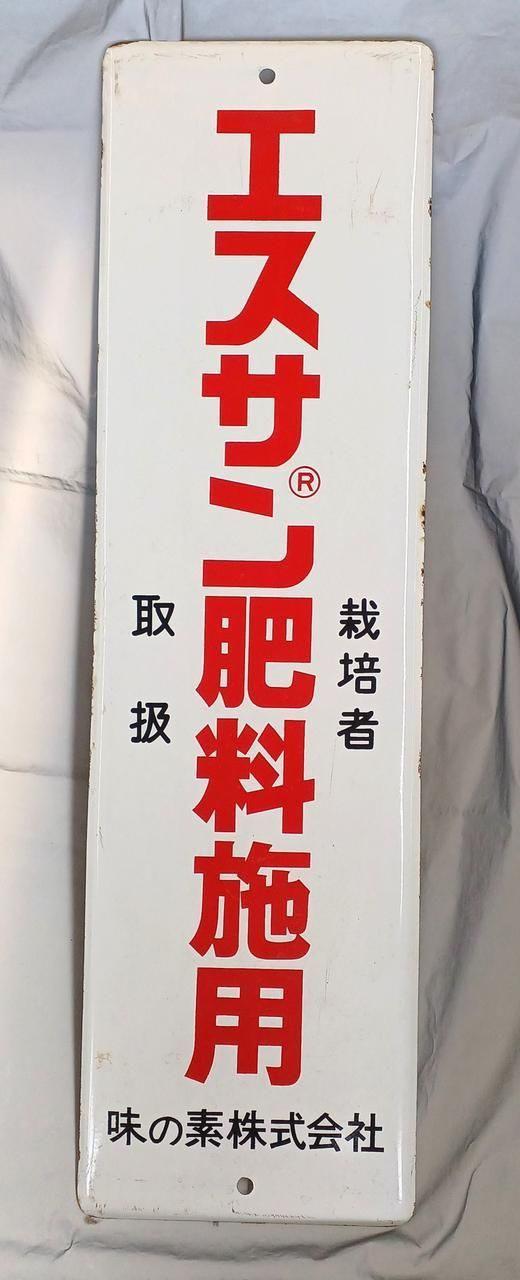 栽培者
エスサン®肥料施用
取扱
味の素株式会社